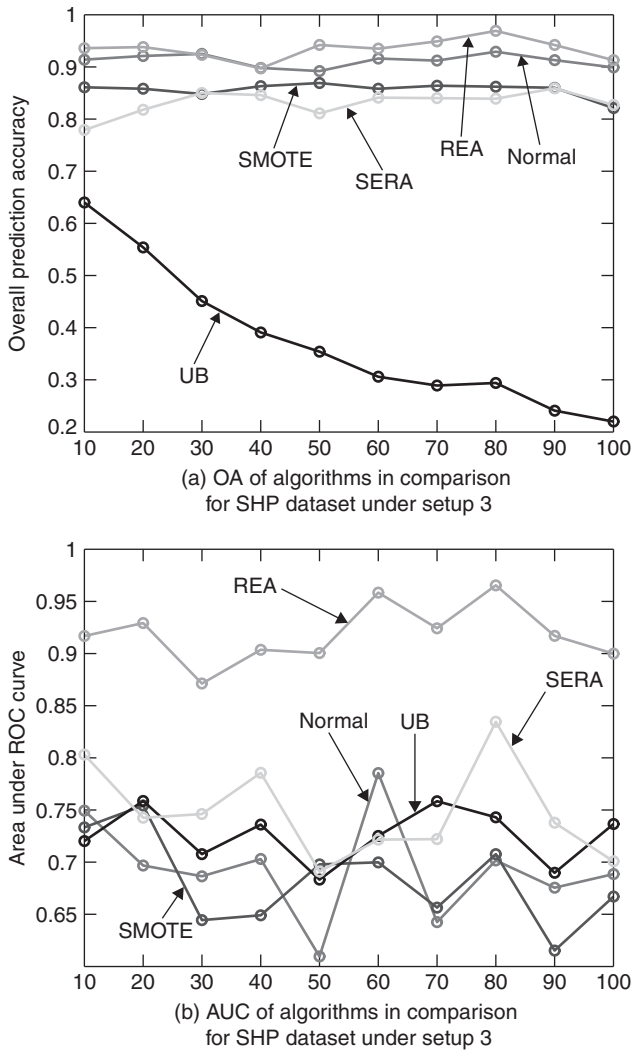 1
0.9
0.8
0.7
0.6
0.5
0.4
0.3
0.2
Overall prediction accuracy
SMOTE
SERA
REA
Normal
UB
10 20 30 40 50 60 70 80 90 100
(a) OA of algorithms in comparison
for SHP dataset under setup 3
1
0.95
0.9
0.85
0.8
0.75
0.7
0.65
Area under ROC curve
REA
SERA
Normal
UB
SMOTE
10 20 30 40 50 60 70 80 90 100
(b) AUC of algorithms in comparison
for SHP dataset under setup 3